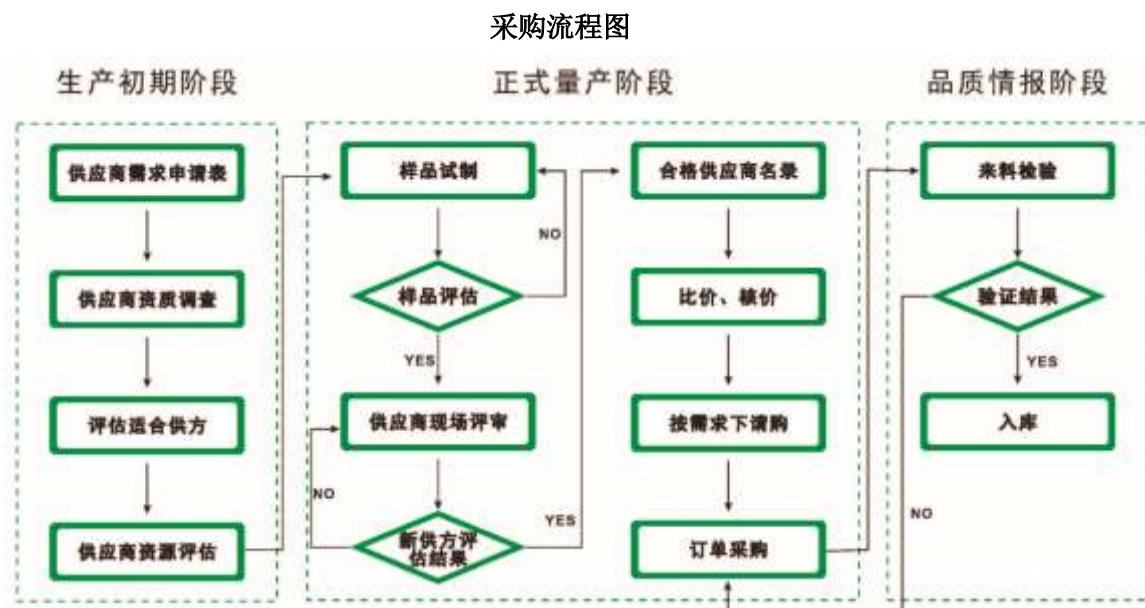 采购流程图
生产初期阶段
供应商需求申请表
供应商资质调查
评估适合供方
供应商资源评估
正式量产阶段
样品试制
NO
样品评估
YES
供应商现场评审
NO
新供方评
估结果
YES
合格供应商名录
比价、核价
按需求下请购
订单采购
品质情报阶段
来料检验
验证结果
YES
入库
NO